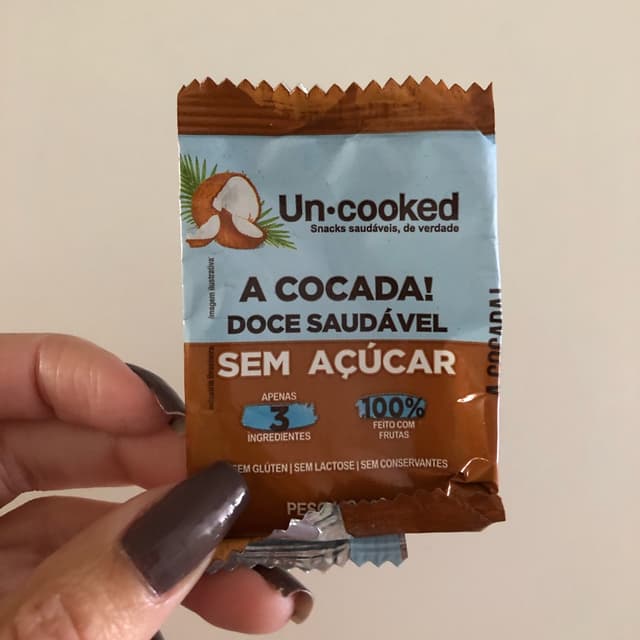 Un·cooked
Snacks saudáveis, de verdade
Imagem ilustrativa
A COCADA!
DOCE SAUDÁVEL
SEM AÇÚCAR
APENAS
3
INGREDIENTES
100%
FEITO COM
FRUTAS
SEM GLÚTEN | SEM LACTOSE | SEM CONSERVANTES
A COCADA!